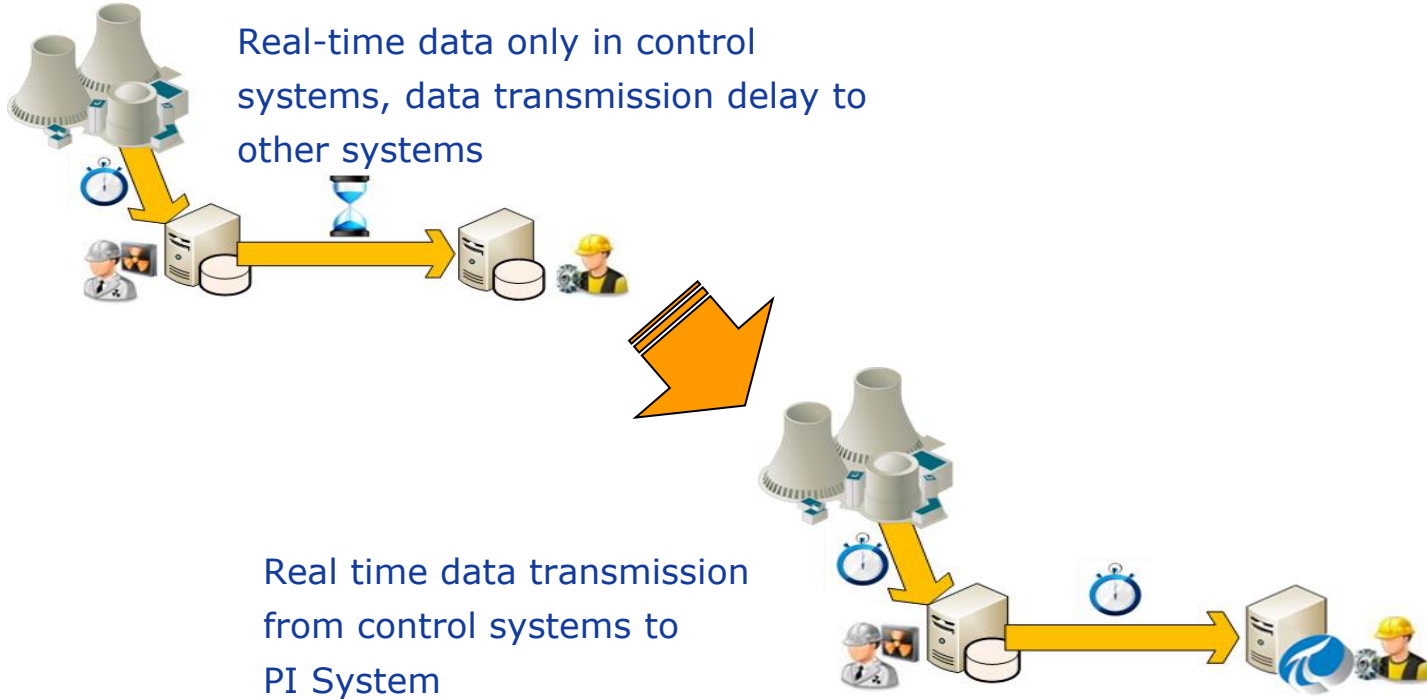 Real-time data only in control
systems, data transmission delay to
other systems
Real time data transmission
from control systems to
PI System